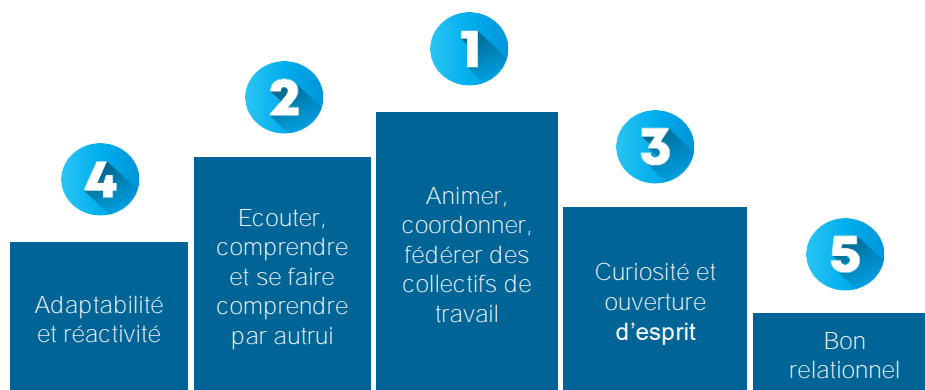 4
Adaptabilité
et réactivité
2
Ecouter,
comprendre
et se faire
comprendre
par autrui
1
Animer,
coordonner,
fédérer des
collectifs de
travail
3
Curiosité et
ouverture
d’esprit
5
Bon
relationnel